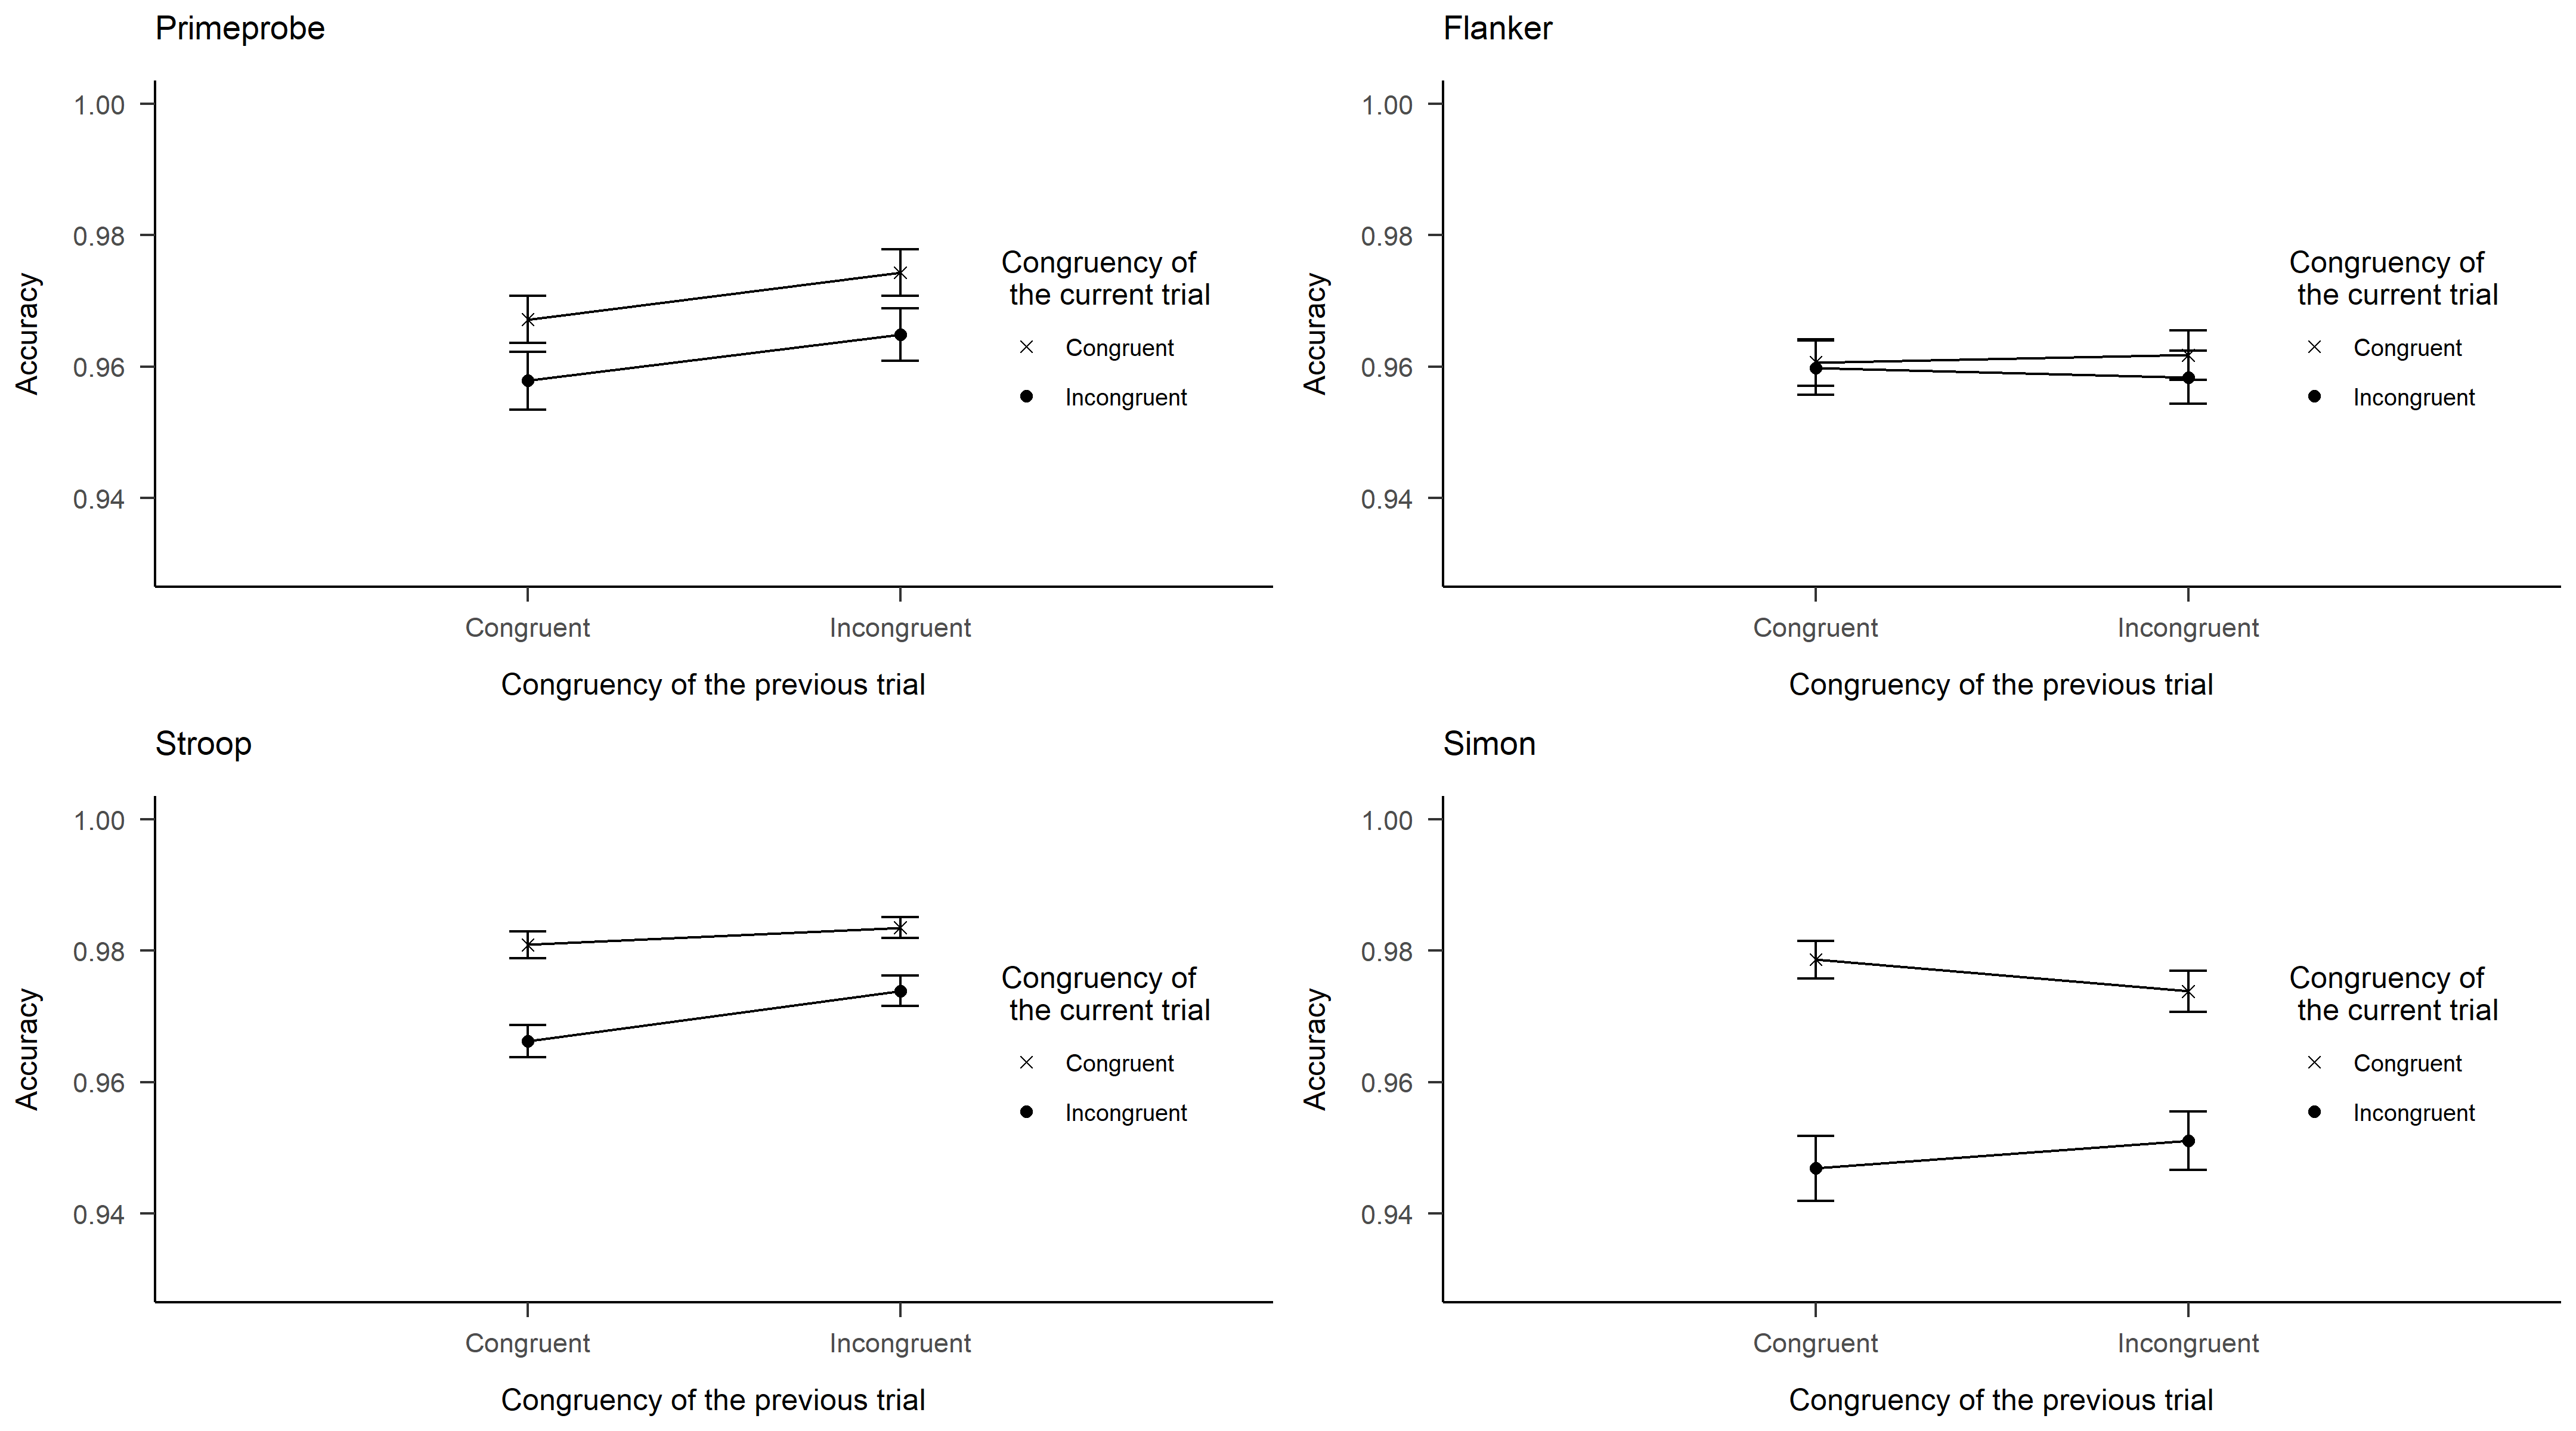 Primeprobe
1.00
0.98
0.96
0.94
Accuracy
Congruent
Incongruent
Congruency of the previous trial
Congruency of
the current trial
Congruent
Incongruent
Flanker
1.00
0.98
0.96
0.94
Accuracy
Congruent
Incongruent
Congruency of the previous trial
Congruency of
the current trial
Congruent
Incongruent
Stroop
1.00
0.98
0.96
0.94
Accuracy
Congruent
Incongruent
Congruency of the previous trial
Congruency of
the current trial
Congruent
Incongruent
Simon
1.00
0.98
0.96
0.94
Accuracy
Congruent
Incongruent
Congruency of the previous trial
Congruency of
the current trial
Congruent
Incongruent